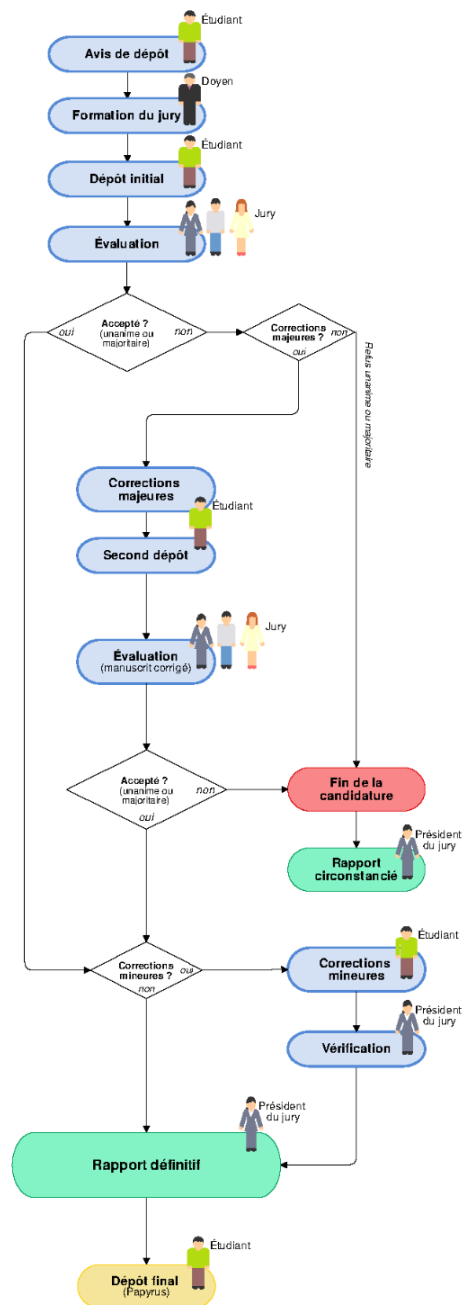 Étudiant
Avis de dépôt
Doyen
Formation du jury
Étudiant
Dépôt initial
Jury
Évaluation
Accepté ?
oui
(unanime ou
non
majoritaire)
Corrections
non
majeures ?
oui
Refus unanime ou majoritaire
Corrections
majeures
Étudiant
Second dépôt
Jury
Évaluation
(manuscrit corrigé)
Accepté ?
(unanime ou
non
majoritaire)
oui
Fin de la
candidature
Président
du jury
Rapport
circonstancié
Corrections
oui
mineures ?
non
Étudiant
Corrections
mineures
Président
du jury
Vérification
Président
du jury
Rapport définitif
Étudiant
Dépôt final
(Papyrus)